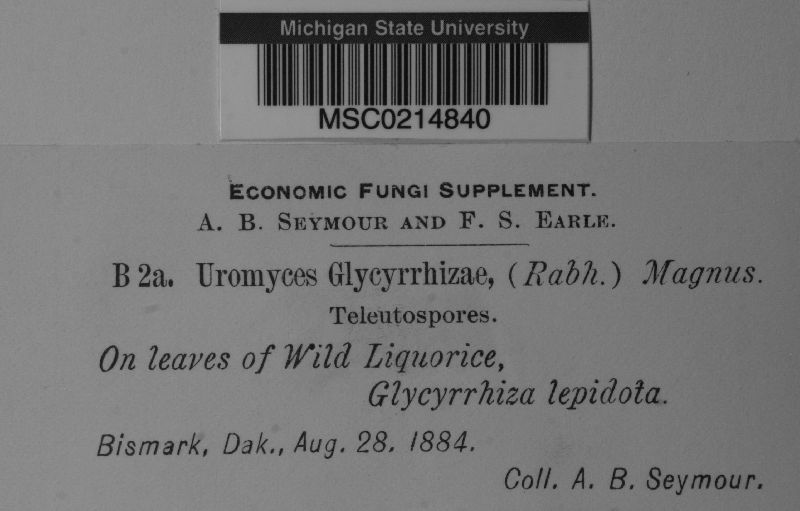 Michigan State University
MSC0214840
ECONOMIC FUNGI SUPPLEMENT.
A. B. SEYMOUR AND F. S. EARLE.
B 2a. Uromyces Glycyrrhizae, (Rabh.) Magnus.
Teleutospores.
On leaves of Wild Liquorice,
Glycyrrhiza lepidota.
Bismark, Dak., Aug. 28. 1884.
Coll. A. B. Seymour.